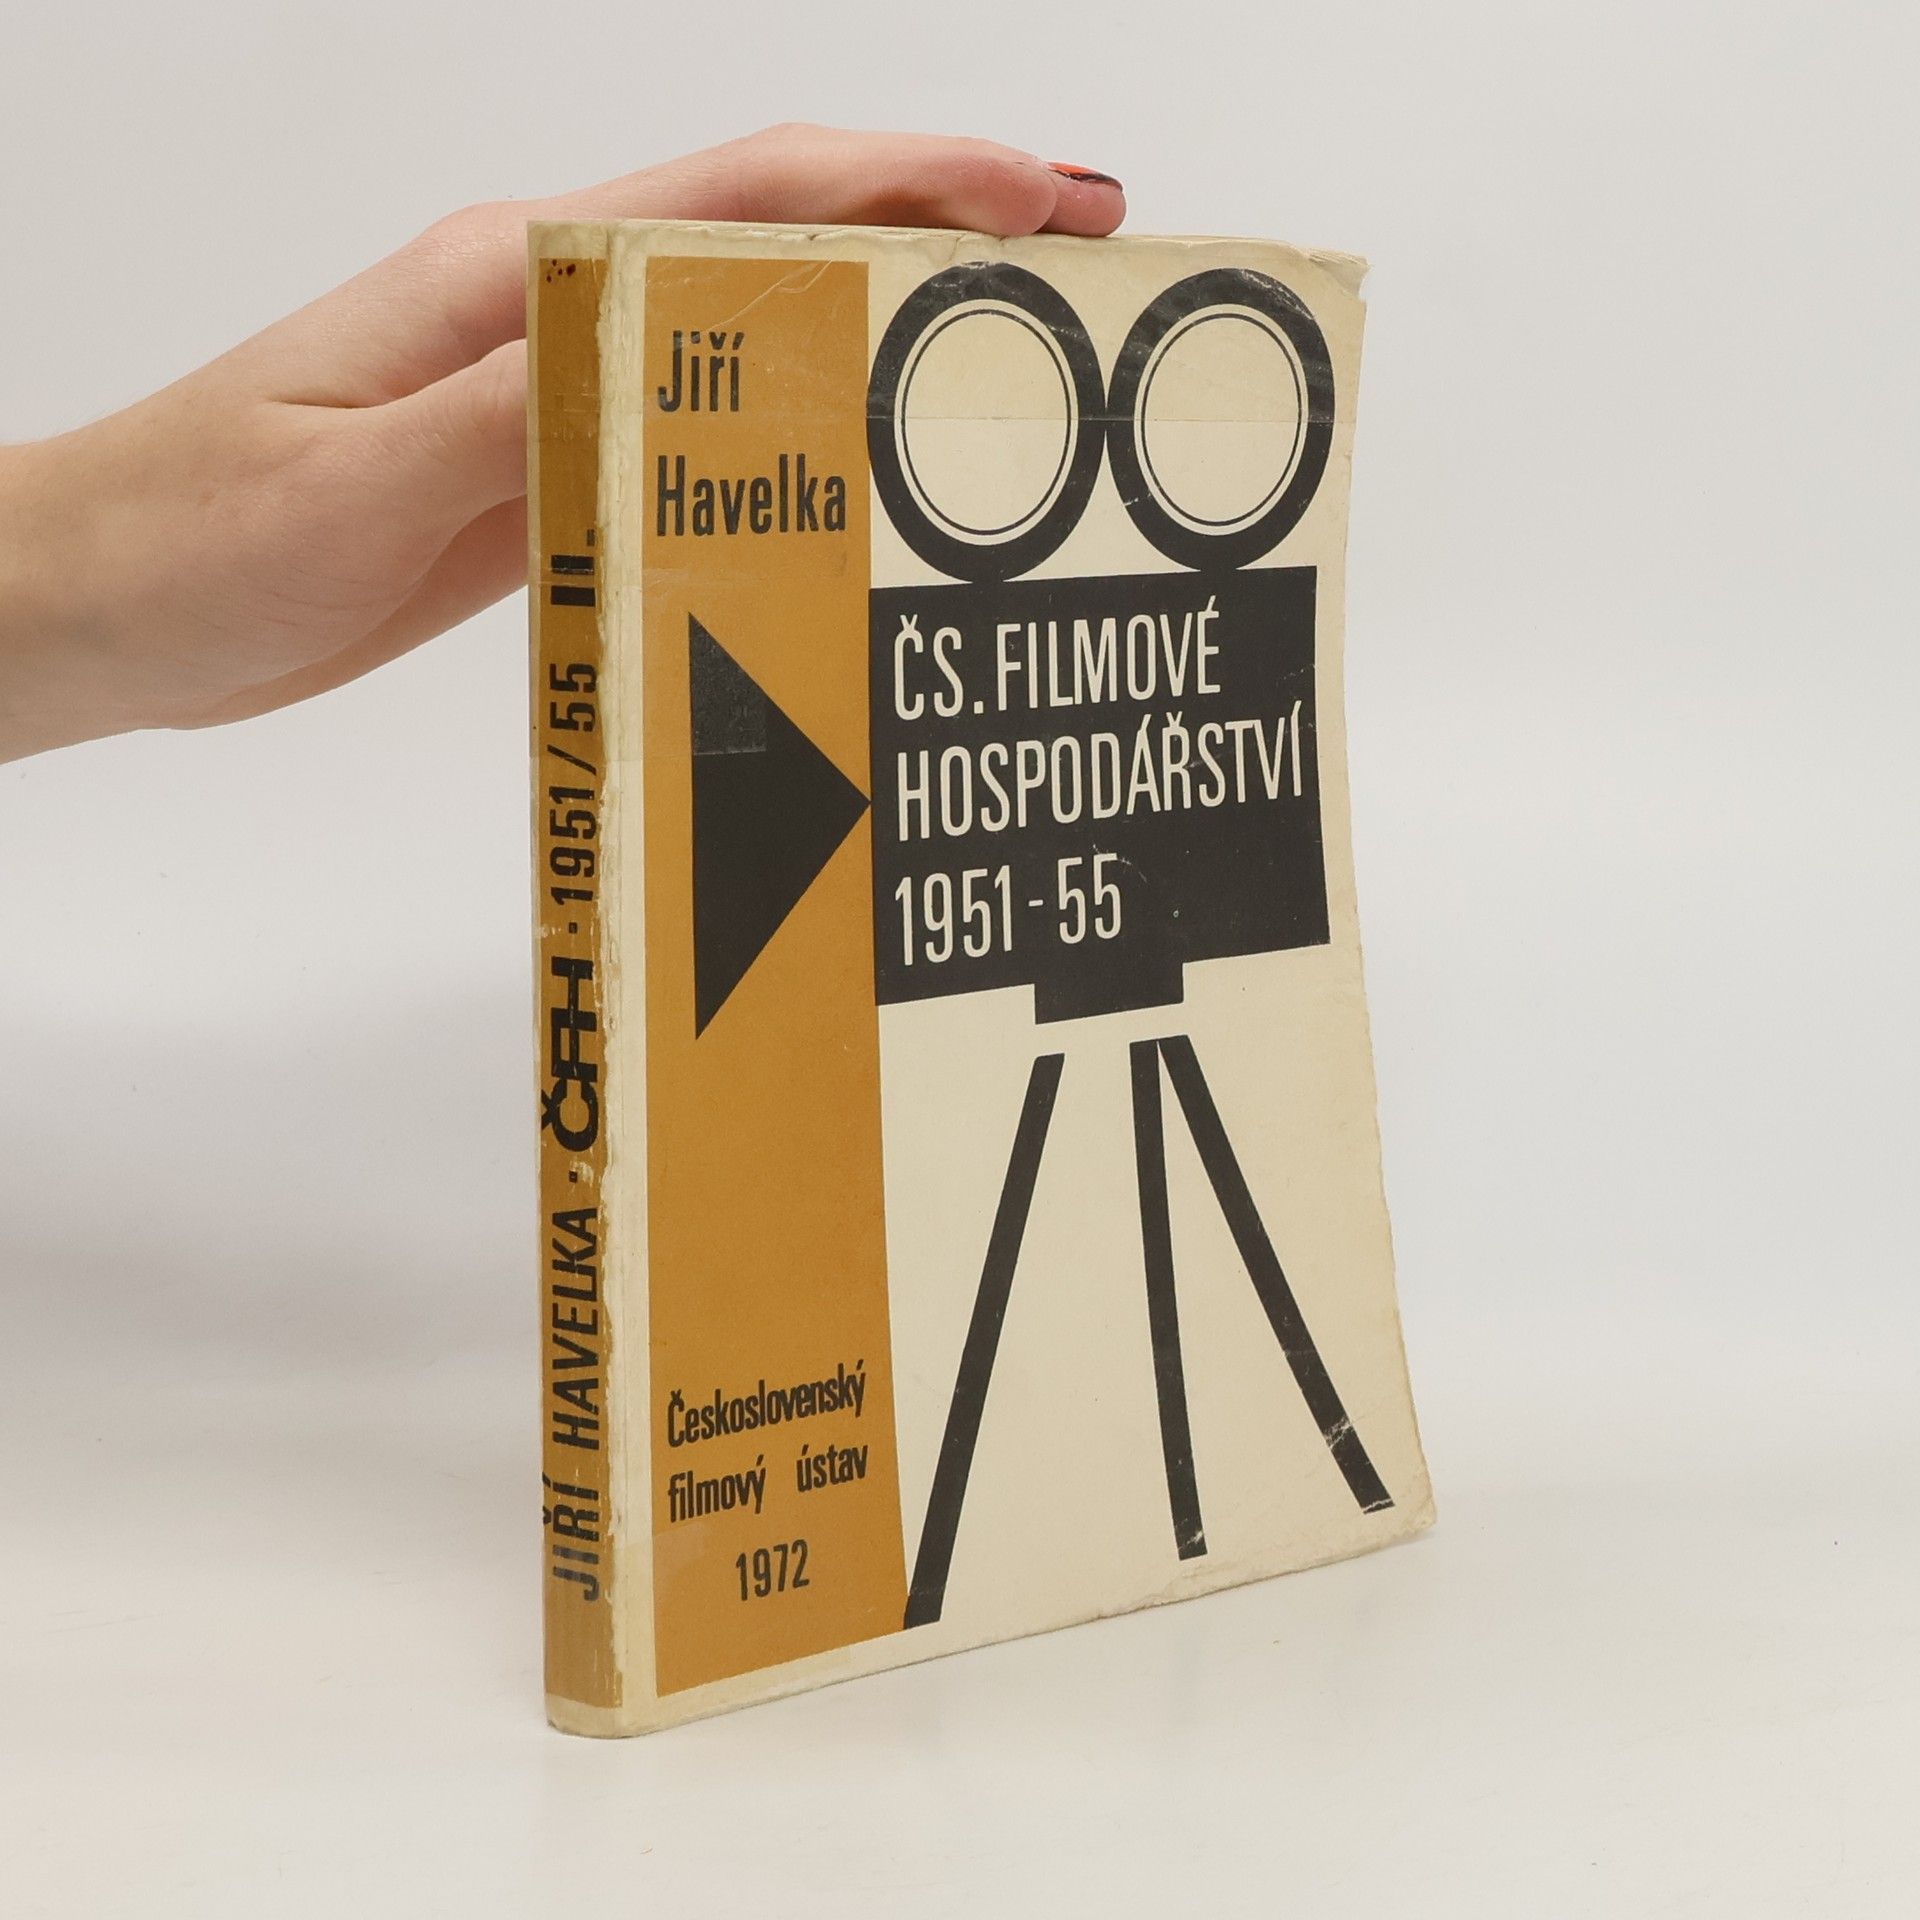 JIŘÍ HAVELKA · ČFH · 1951/55 II.
Jiří
Havelka
ČS. FILMOVÉ
HOSPODÁŘSTVÍ
1951-55
Československý
filmový ústav
1972